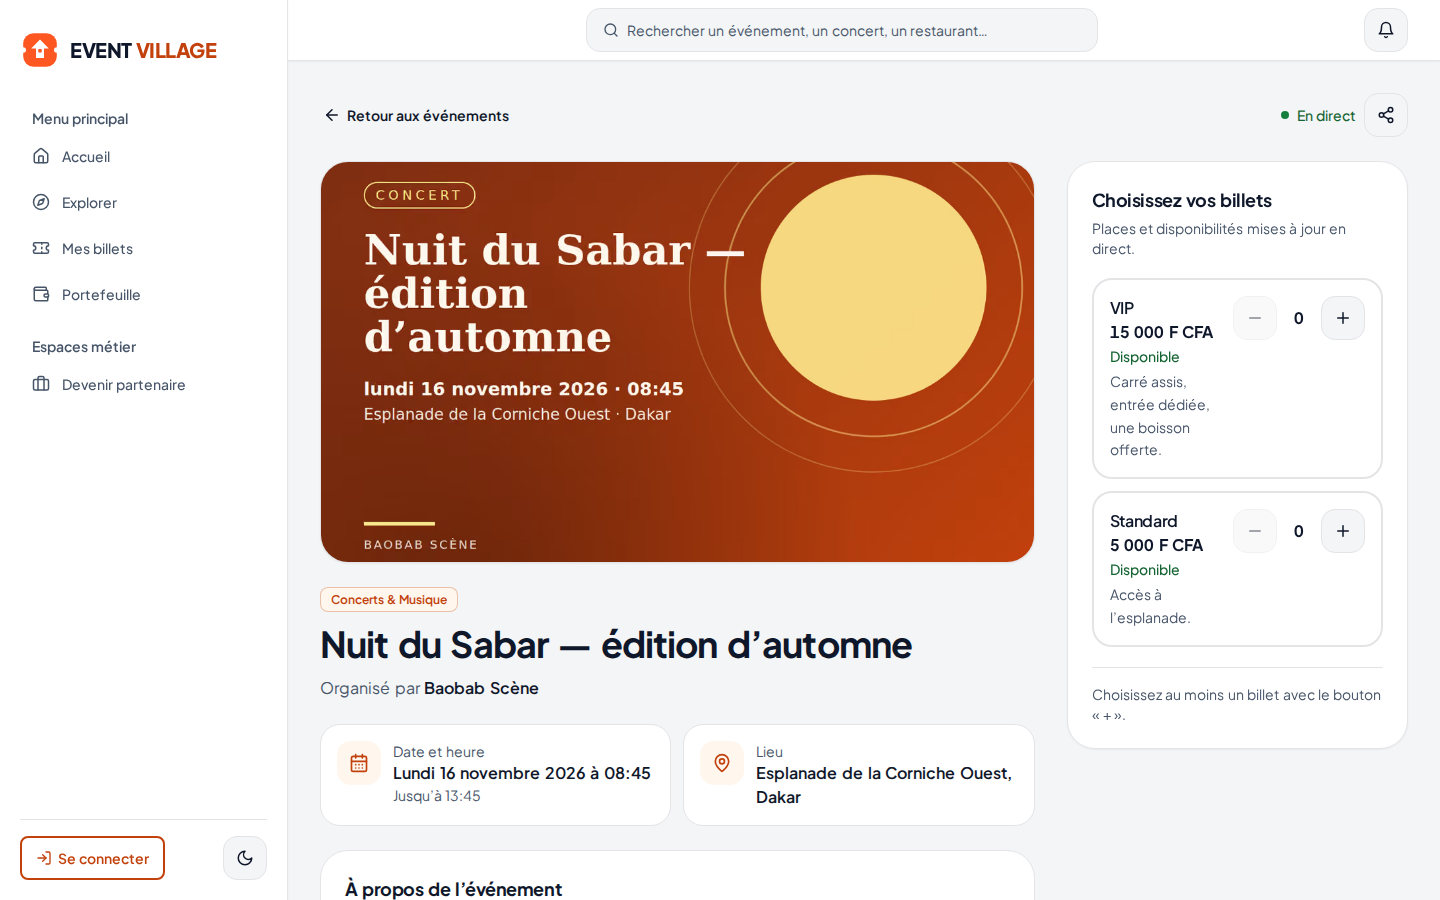 EVENT VILLAGE
Rechercher un événement, un concert, un restaurant…
Menu principal
Accueil
Explorer
Mes billets
Portefeuille
Espaces métier
Devenir partenaire
Se connecter
Retour aux événements
En direct
CONCERT
Nuit du Sabar —
édition
d’automne
lundi 16 novembre 2026 · 08:45
Esplanade de la Corniche Ouest · Dakar
BAOBAB SCÈNE
Concerts & Musique
Nuit du Sabar — édition d’automne
Organisé par Baobab Scène
Date et heure
Lundi 16 novembre 2026 à 08:45
Jusqu’à 13:45
Lieu
Esplanade de la Corniche Ouest,
Dakar
À propos de l’événement
Choisissez vos billets
Places et disponibilités mises à jour en
direct.
VIP
15 000 F CFA
0
Disponible
Carré assis,
entrée dédiée,
une boisson
offerte.
Standard
5 000 F CFA
0
Disponible
Accès à
l’esplanade.
Choisissez au moins un billet avec le bouton
« + ».